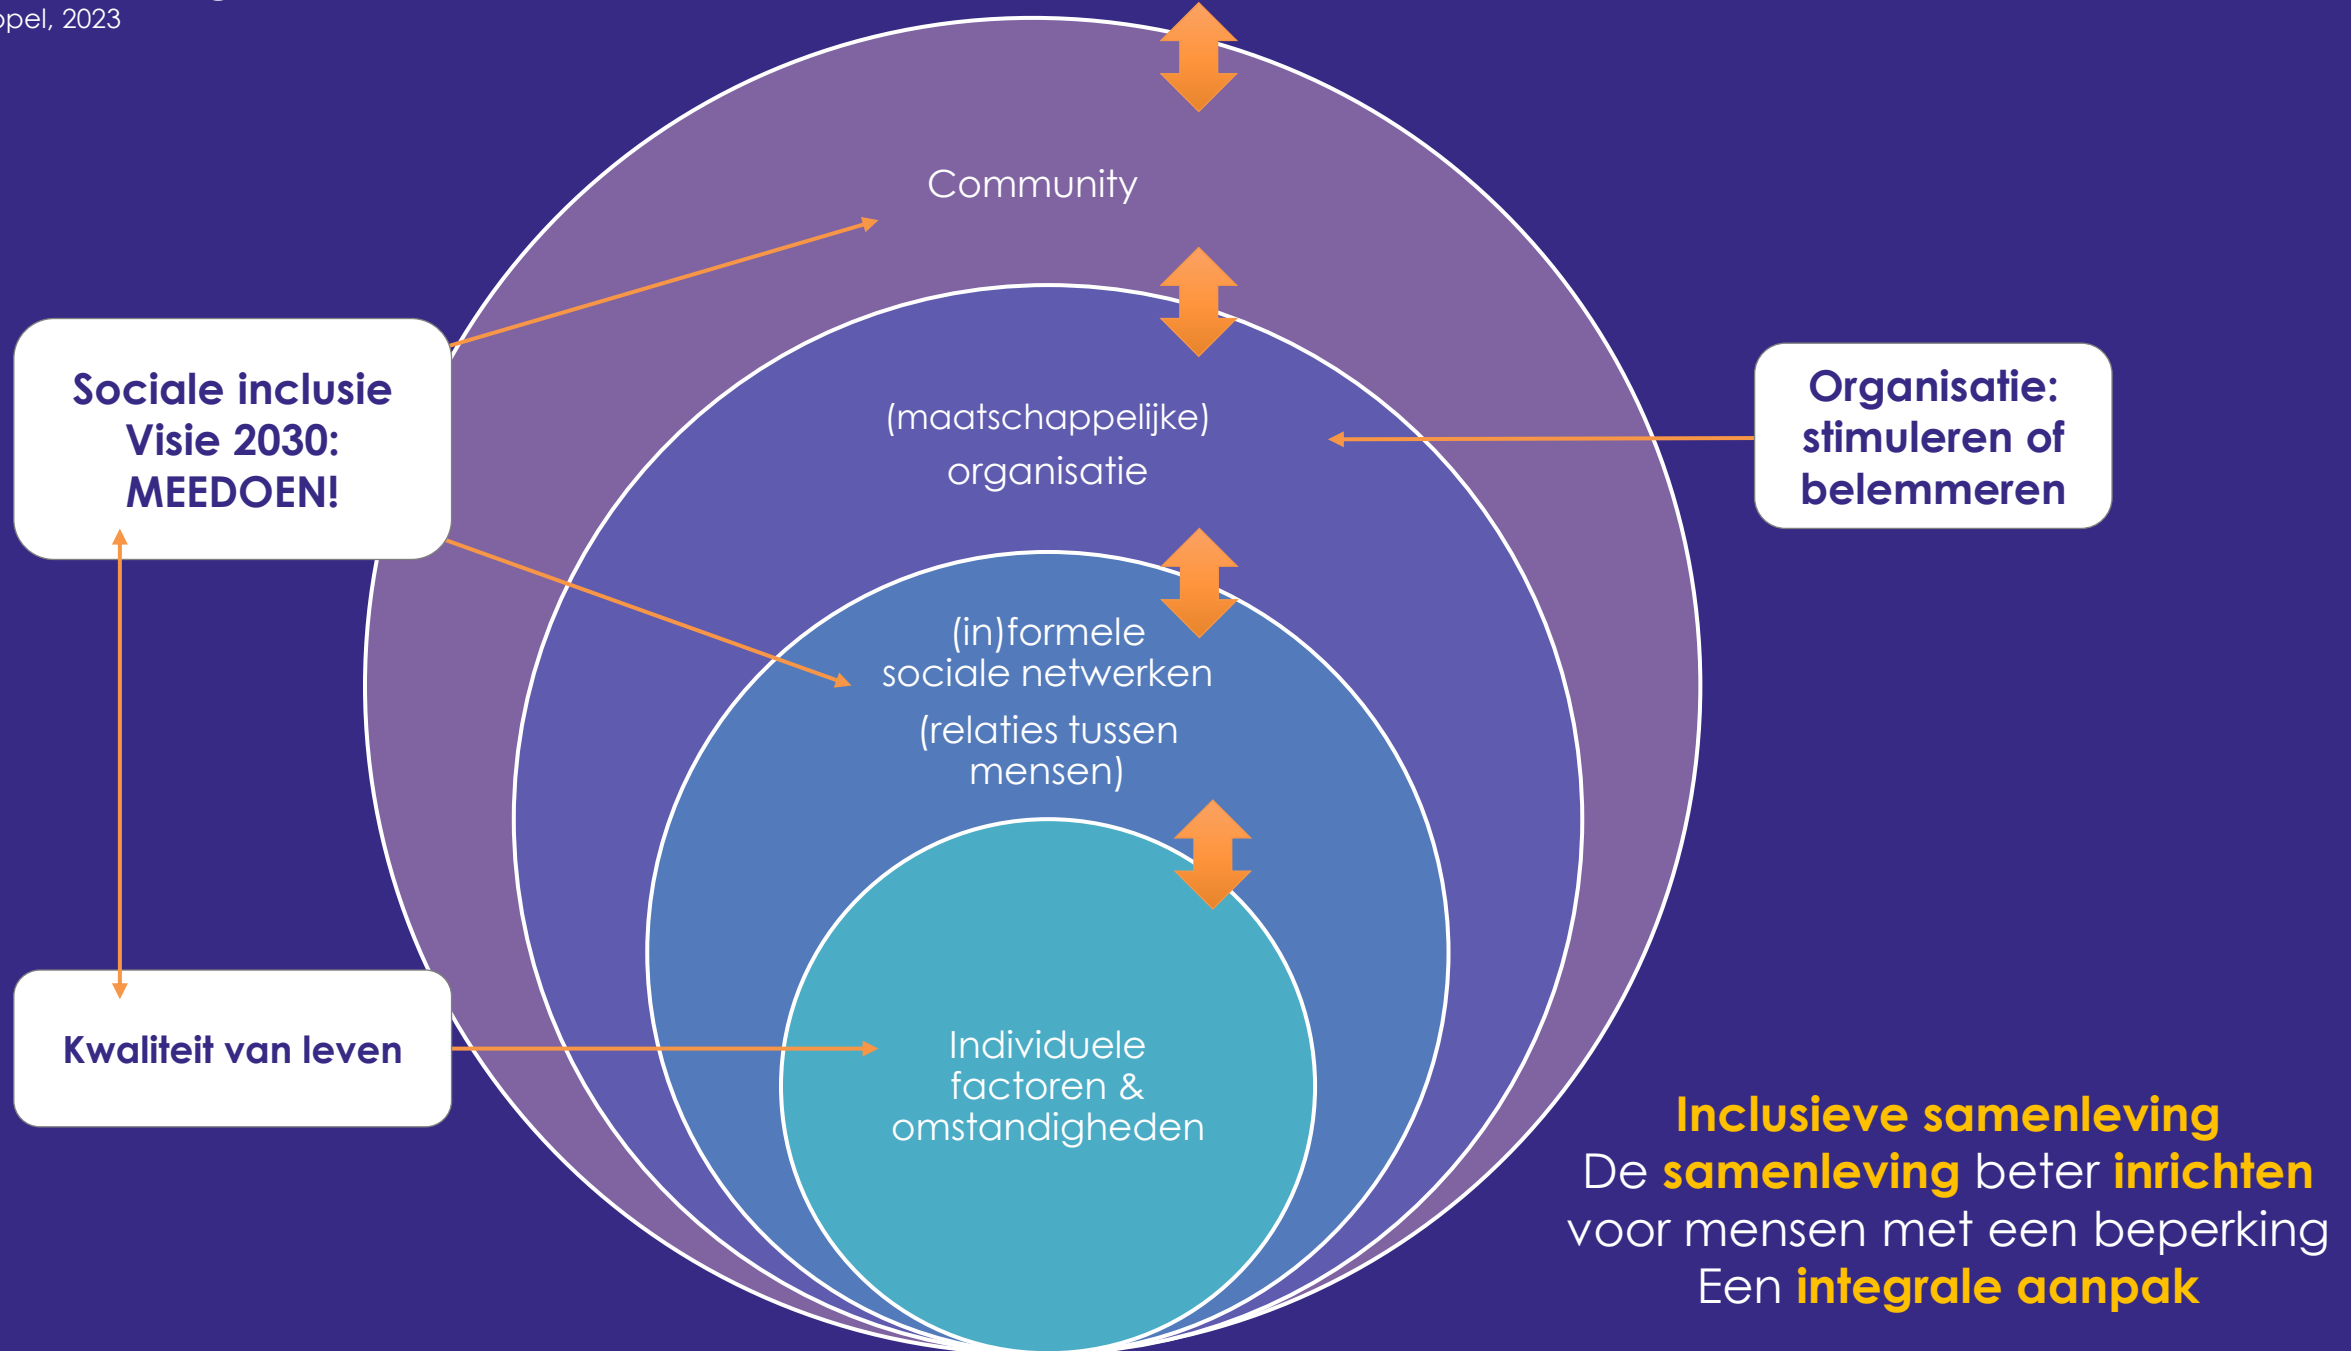 2023
Community
Sociale inclusie
Visie 2030:
MEEDOEN!
Organisatie:
stimuleren of
belemmeren
(maatschappelijke)
organisatie
(in)formele
sociale netwerken
(relaties tussen
mensen)
Kwaliteit van leven
Individuele
factoren &
omstandigheden
Inclusieve samenleving
De samenleving beter inrichten
voor mensen met een beperking
Een integrale aanpak